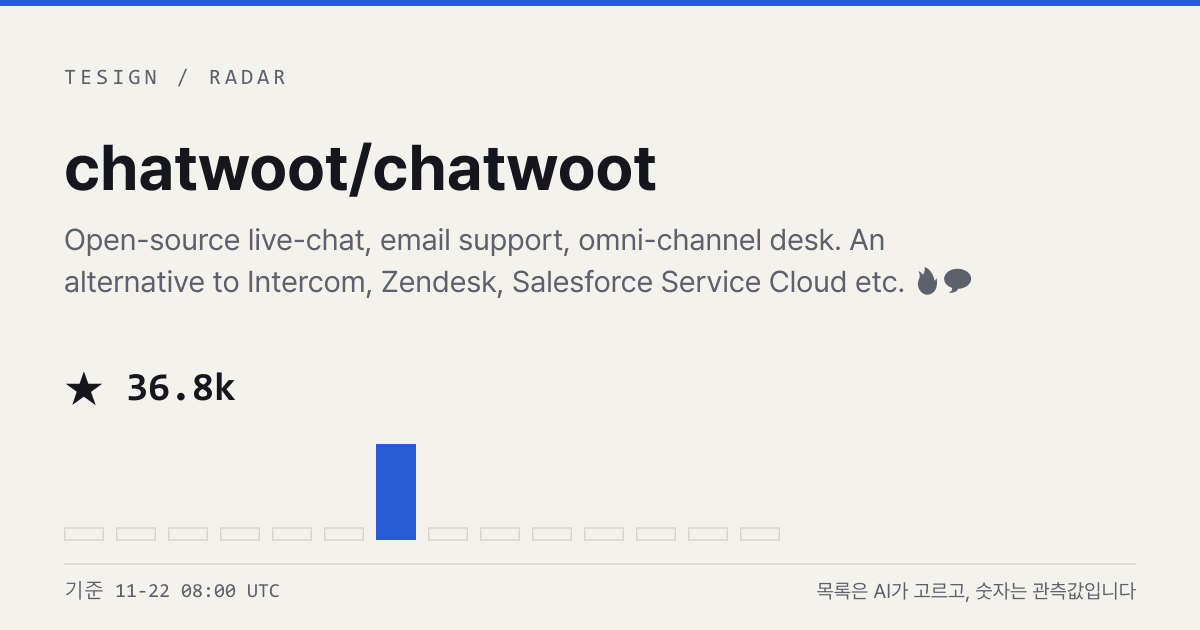 TESIGN / RADAR
chatwoot/chatwoot
Open-source live-chat, email support, omni-channel desk. An
alternative to Intercom, Zendesk, Salesforce Service Cloud etc. 🔥💬
★ 36.8k
기준 11-22 08:00 UTC
목록은 AI가 고르고, 숫자는 관측값입니다